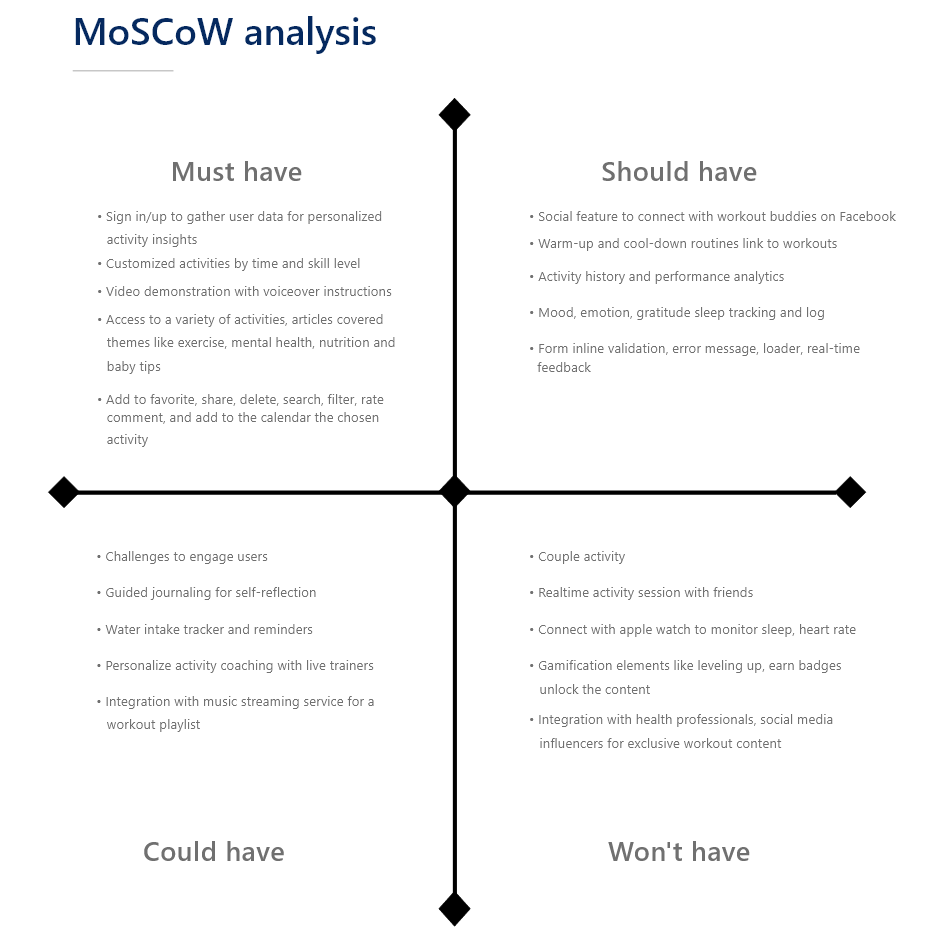 MoSCoW analysis
Must have
• Sign in/up to gather user data for personalized
activity insights
• Customized activities by time and skill level
• Video demonstration with voiceover instructions
• Access to a variety of activities, articles covered
themes like exercise, mental health, nutrition and
baby tips
• Add to favorite, share, delete, search, filter, rate
comment, and add to the calendar the chosen
activity
Should have
• Social feature to connect with workout buddies on Facebook
• Warm-up and cool-down routines link to workouts
• Activity history and performance analytics
• Mood, emotion, gratitude sleep tracking and log
• Form inline validation, error message, loader, real-time
feedback
• Challenges to engage users
• Guided journaling for self-reflection
• Water intake tracker and reminders
• Personalize activity coaching with live trainers
• Integration with music streaming service for a
workout playlist
Could have
• Couple activity
• Realtime activity session with friends
• Connect with apple watch to monitor sleep, heart rate
• Gamification elements like leveling up, earn badges
unlock the content
• Integration with health professionals, social media
influencers for exclusive workout content
Won't have